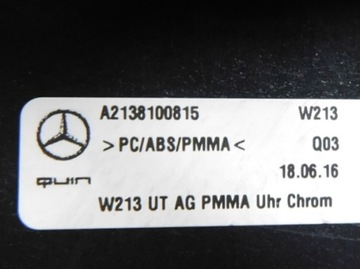 A2138100815 W213
>PC/ABS/PMMA< Q03
QUIN 18.06.16
W213 UT AG PMMA Uhr Chrom